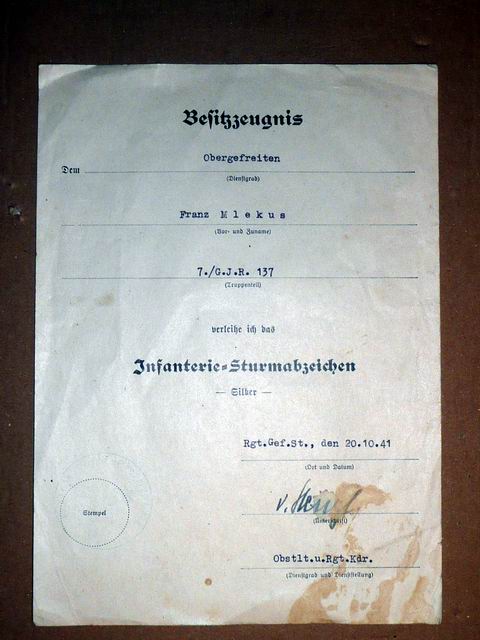 Besitzzeugnis
Dem Obergefreiten
(Dienstgrad)
Franz Mlekus
(Vor- und Zuname)
7./G.J.R. 137
(Truppenteil)
verleihe ich das
Infanterie=Sturmabzeichen
— Silber —
Rgt.Gef.St., den 20.10.41
(Ort und Datum)
v.
(Unterschrift)
Stempel
Obstlt.u.Rgt.Kdr.
(Dienstgrad und Dienststellung)